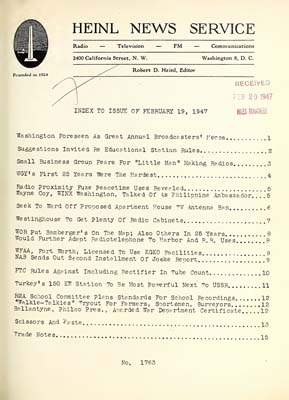 HEINL NEWS SERVICE
Radio — Television — FM — Communications
2400 California Street, N. W. Washington 8, D. C.
Robert D. Heinl, Editor
Founded in 1924
RECEIVED
FEB 20 1947
INDEX TO ISSUE OF FEBRUARY 19, 1947
Washington Foreseen As Great Annual Broadcasters' Mecca..........1
Suggestions Invited Re Educational Station Rules..........2
Small Business Group Fears For "Little Men" Making Radios..........3
WGY's First 25 Years Were The Hardest..........4
Radio Proximity Fuse Peacetime Uses Reveled..........5
Wayne Coy, WINX Washington, Talked Of As Philippine Ambassador....5
Seek To Ward Off Proposed Apartment House TV Antenna Ban..........6
Westinghouse To Get Plenty Of Radio Cabinets..........7
WOR Put Bamberger's On The Map; Also Others In 25 Years..........8
Would Further Adapt Radiotelephone To Harbor And R.R. Uses........8
WFAA, Fort Worth, Licensed To Use KGKO Facilities..........9
NAB Sends Out Second Installment Of Joske Report..........9
FTC Rules Against Including Rectifier In Tube Count..........10
Turkey's 150 KW Station To Be Most Powerful Next To USSR..........11
RMA School Committee Plans Standards For School Recordings........12
"Walkie-Talkies" Tryout For Farmers, Sportsmen, Surveyors..........12
Ballantyne, Philco Pres., Awarded War Department Certificate.....12
Scissors And Paste..........13
Trade Notes..........15
No. 1763